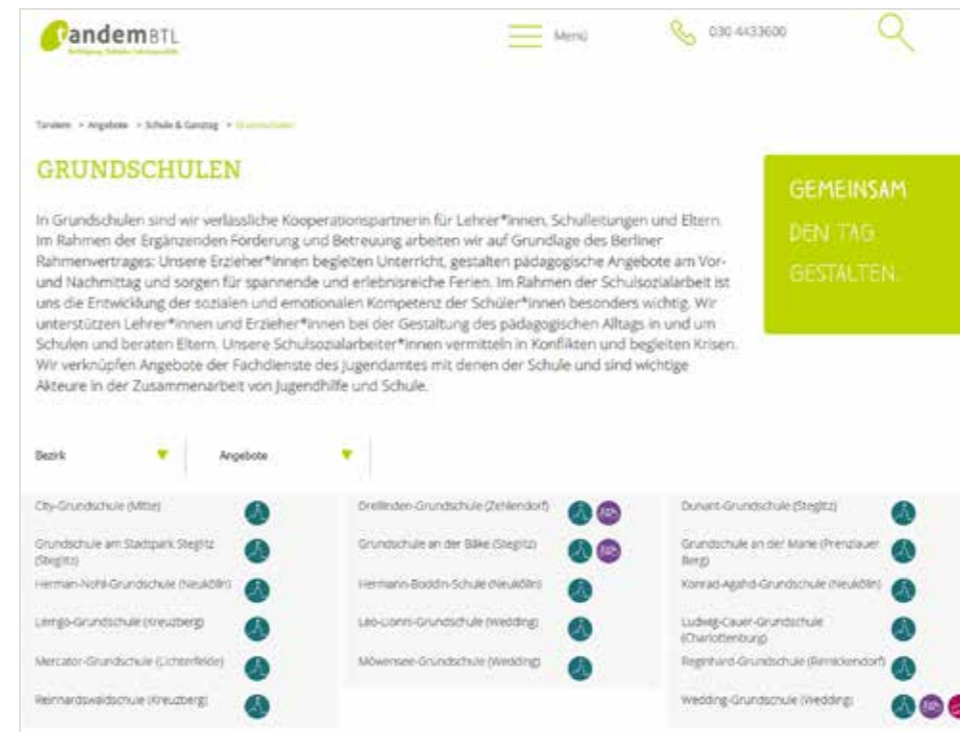 tandem BTL
Menü
030 4433600
Tandem > Angebote > Schule & Ganztag > Grundschulen
GRUNDSCHULEN
In Grundschulen sind wir verlässliche Kooperationspartnerin für Lehrer*innen, Schulleitungen und Eltern.
Im Rahmen der Ergänzenden Förderung und Betreuung arbeiten wir auf Grundlage des Berliner
Rahmenvertrages: Unsere Erzieher*innen begleiten Unterricht, gestalten pädagogische Angebote am Vor-
und Nachmittag und sorgen für spannende und erlebnisreiche Ferien. Im Rahmen der Schulsozialarbeit ist
uns die Entwicklung der sozialen und emotionalen Kompetenz der Schüler*innen besonders wichtig. Wir
unterstützen Lehrer*innen und Erzieher*innen bei der Gestaltung des pädagogischen Alltags in und um
Schulen und beraten Eltern. Unsere Schulsozialarbeiter*innen vermitteln in Konflikten und begleiten Krisen.
Wir verknüpfen Angebote der Fachdienste des Jugendamtes mit denen der Schule und sind wichtige
Akteure in der Zusammenarbeit von Jugendhilfe und Schule.
GEMEINSAM
DEN TAG
GESTALTEN.
Bezirk
Angebote
City-Grundschule (Mitte)
Dreilinden-Grundschule (Zehlendorf)
Dunant-Grundschule (Steglitz)
Grundschule am Stadtpark Steglitz
(Steglitz)
Grundschule an der Bäke (Steglitz)
Grundschule an der Marie (Prenzlauer
Berg)
Herman-Nohl-Grundschule (Neukölln)
Hermann-Boddin-Schule (Neukölln)
Konrad-Agahd-Grundschule (Neukölln)
Lemgo-Grundschule (Kreuzberg)
Leo-Lionni-Grundschule (Wedding)
Ludwig-Cauer-Grundschule
(Charlottenburg)
Mercator-Grundschule (Lichterfelde)
Möwensee-Grundschule (Wedding)
Reginhard-Grundschule (Reinickendorf)
Reinhardswaldschule (Kreuzberg)
Wedding-Grundschule (Wedding)